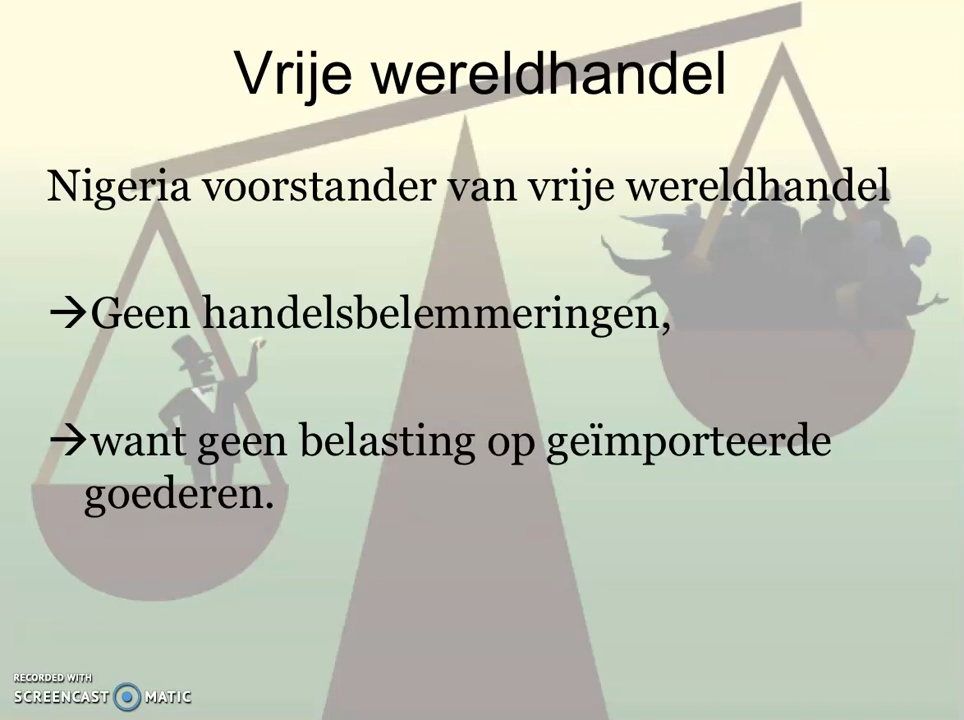 Vrije wereldhandel
Nigeria voorstander van vrije wereldhandel
→Geen handelsbelemmeringen,
→want geen belasting op geïmporteerde
goederen.
RECORDED WITH
SCREENCAST MATIC